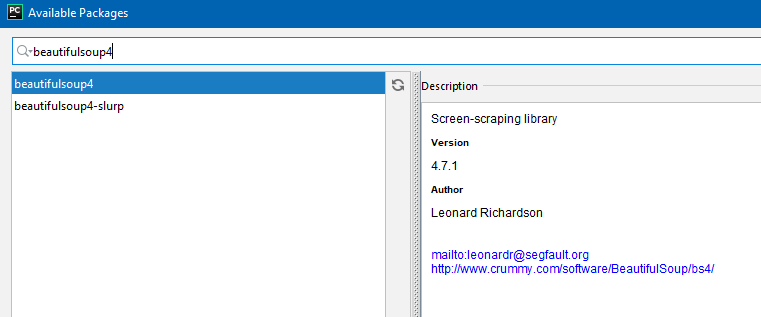 PC Available Packages
beautifulsoup4
beautifulsoup4
beautifulsoup4-slurp
Description
Screen-scraping library
Version
4.7.1
Author
Leonard Richardson
mailto:leonardr@segfault.org
http://www.crummy.com/software/BeautifulSoup/bs4/